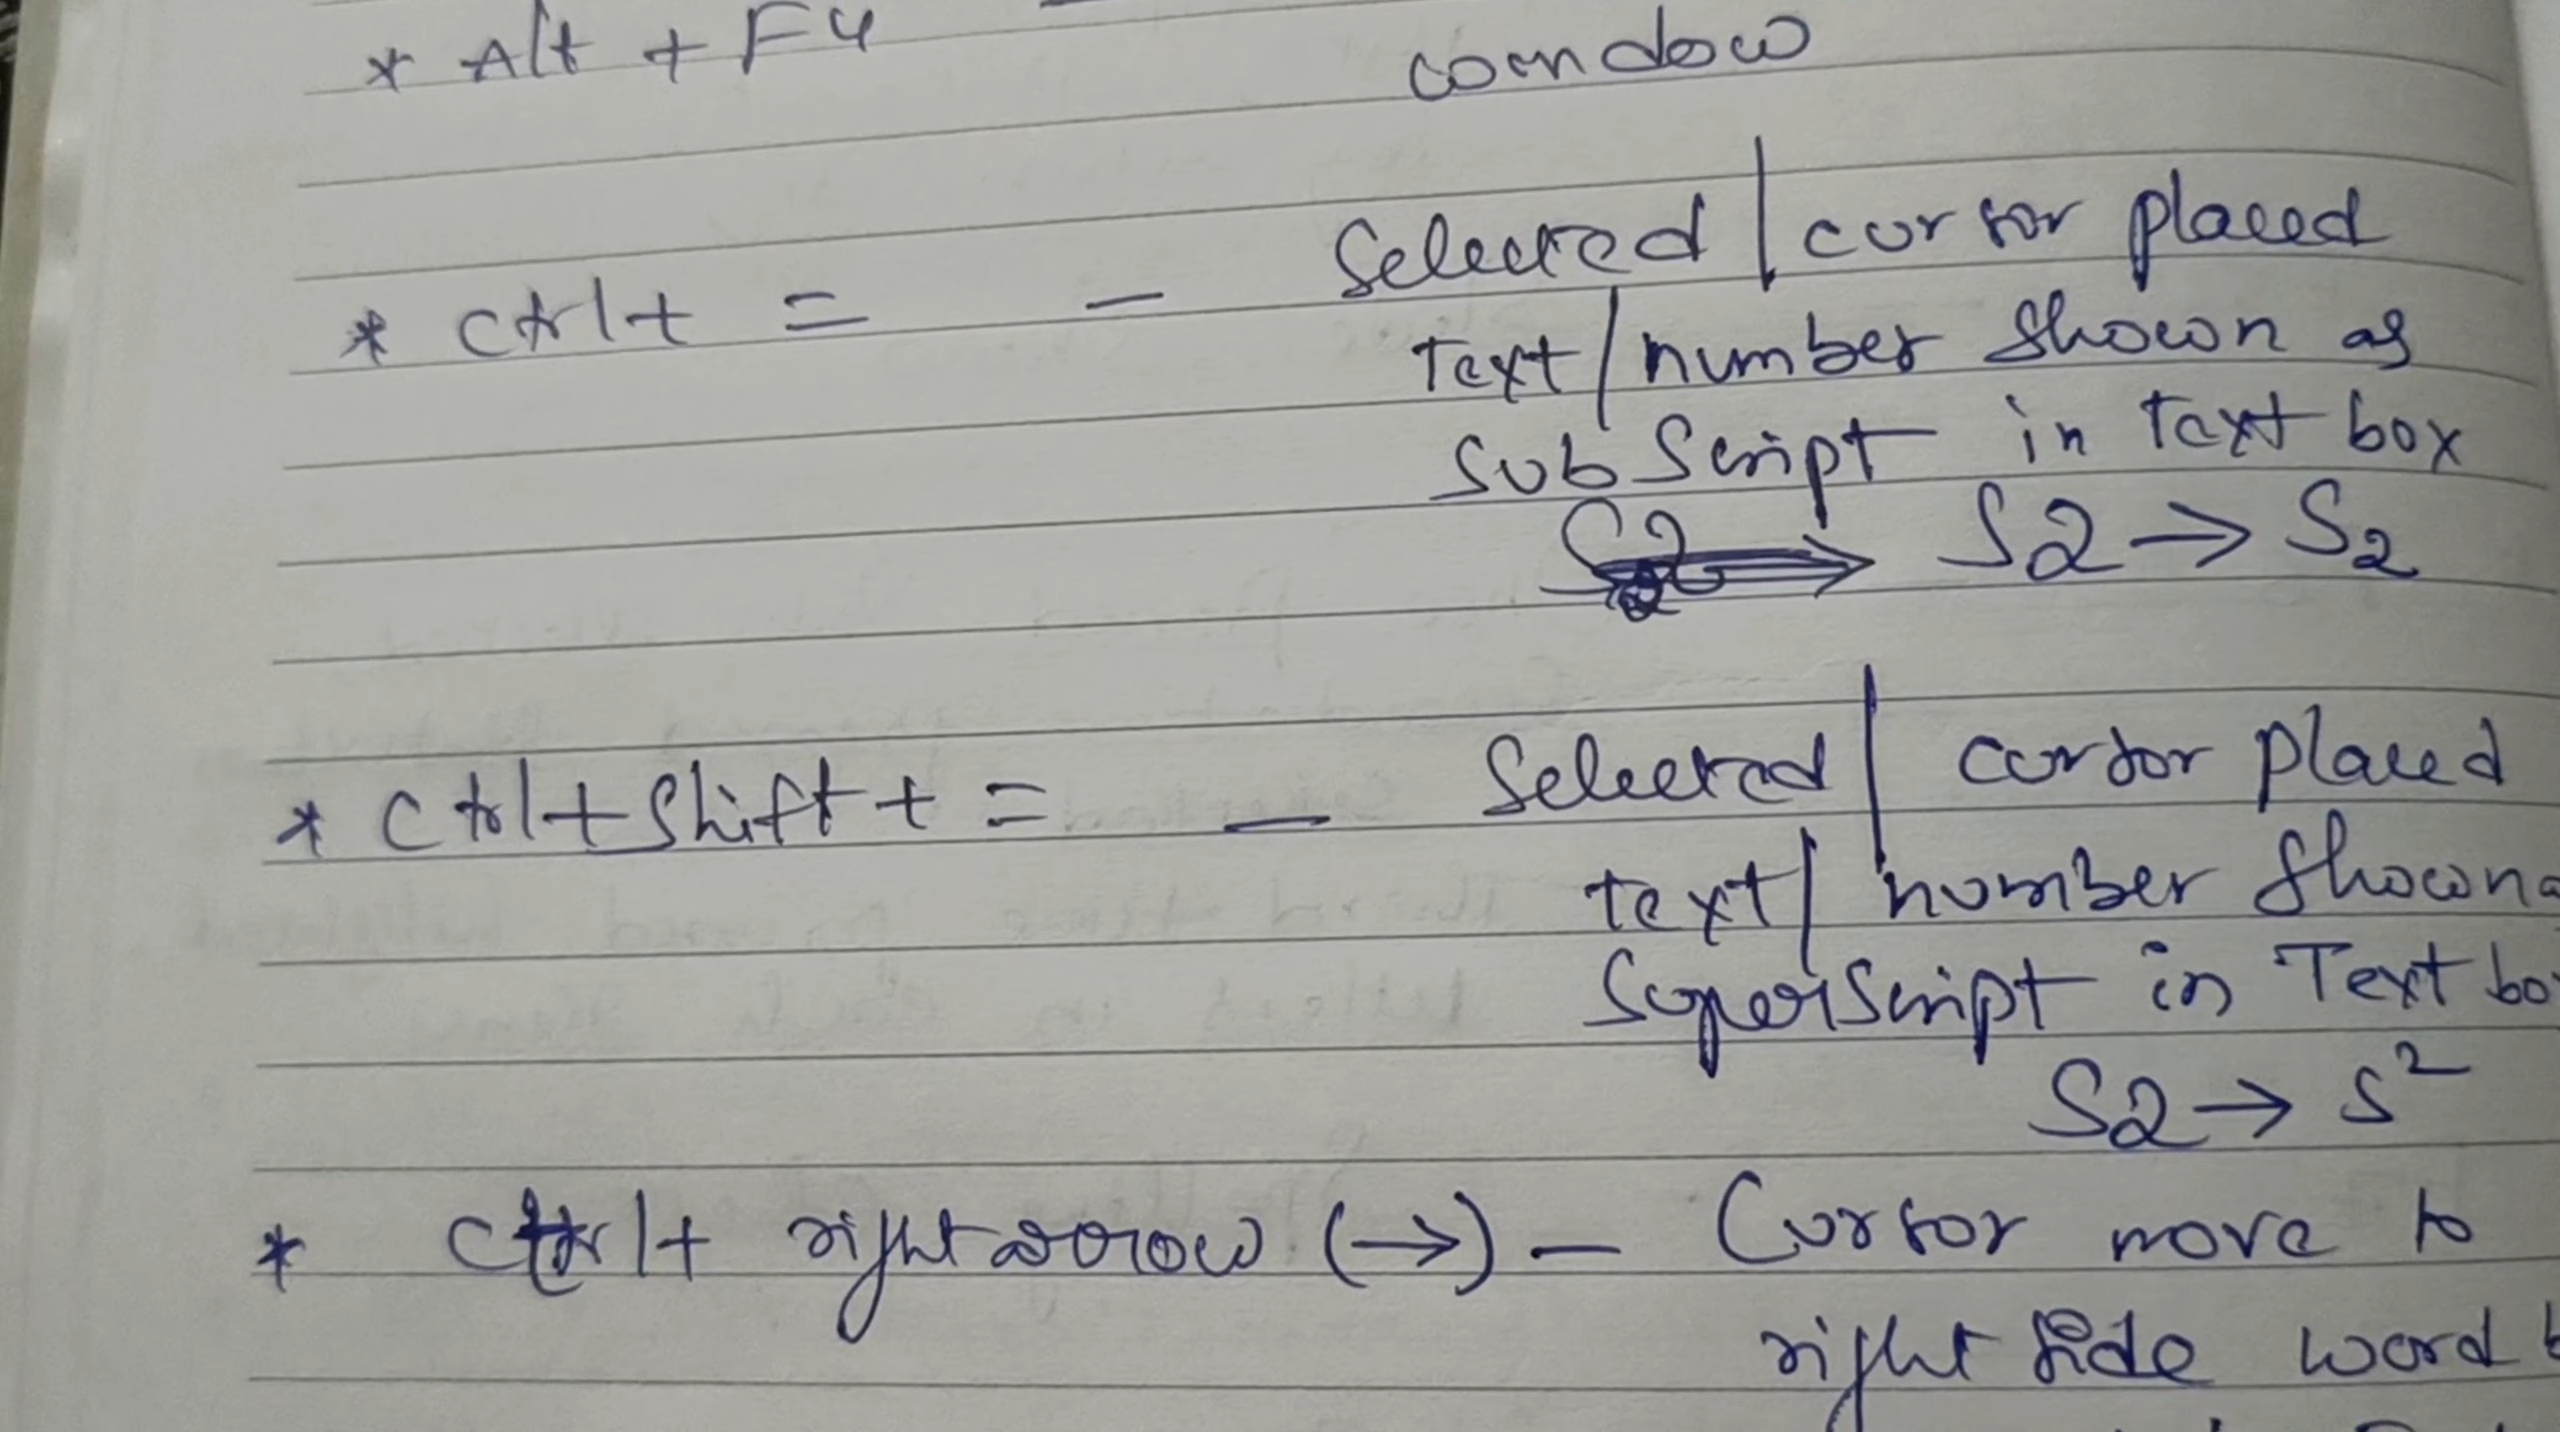 * Alt + F4 -
window
* Ctrl+ = - Selected | cursor placed
Text / number shown as
SubScript in Text box
S2 → S₂
* Ctrl+Shift + = - Selected | cursor placed
text / number shown
SuperScript in Text bo
S2 → S²
* Ctrl+ right arrow (→) - Cursor move to
right side word